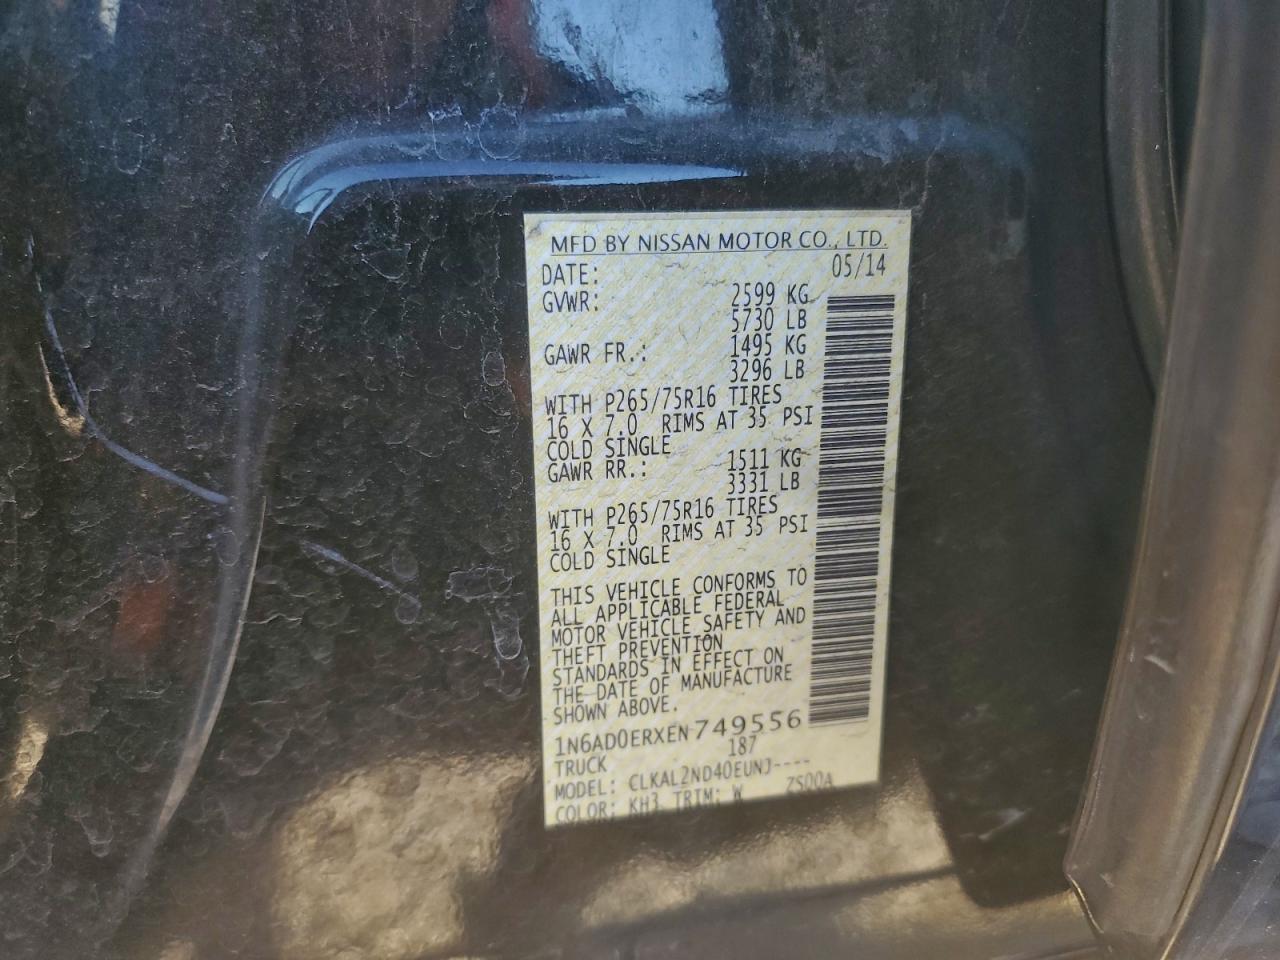 MFD BY NISSAN MOTOR CO., LTD.
DATE: 05/14
GVWR: 2599 KG
5730 LB
GAWR FR.: 1495 KG
3296 LB
WITH P265/75R16 TIRES
16 X 7.0 RIMS AT 35 PSI
COLD SINGLE
GAWR RR.: 1511 KG
3331 LB
WITH P265/75R16 TIRES
16 X 7.0 RIMS AT 35 PSI
COLD SINGLE
THIS VEHICLE CONFORMS TO
ALL APPLICABLE FEDERAL
MOTOR VEHICLE SAFETY AND
THEFT PREVENTION
STANDARDS IN EFFECT ON
THE DATE OF MANUFACTURE
SHOWN ABOVE.
1N6AD0ERXEN749556
TRUCK 187
MODEL: CLKAL2ND40EUNJ----
COLOR: KH3 TRIM: W ZS00A